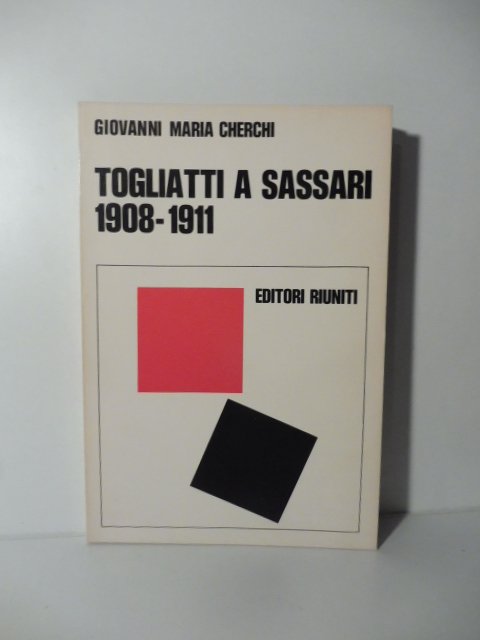 GIOVANNI MARIA CHERCHI
TOGLIATTI A SASSARI
1908-1911
EDITORI RIUNITI